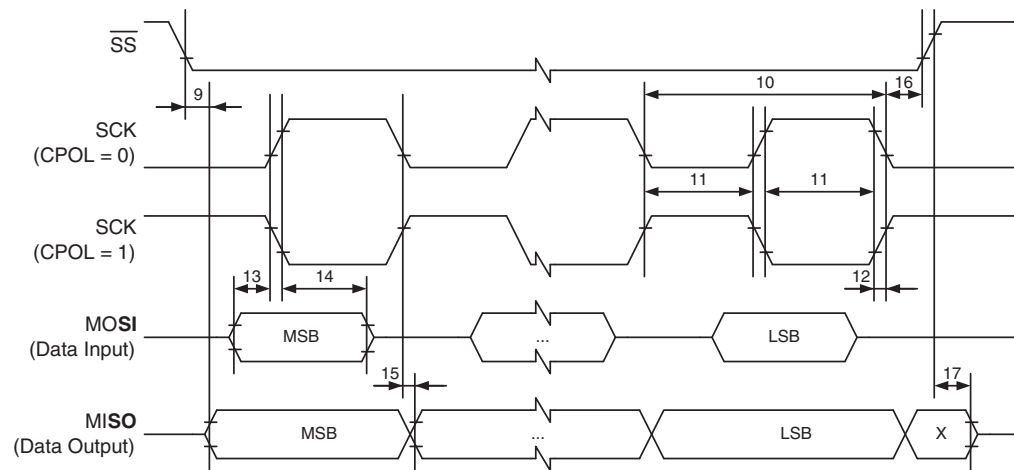 SS
10
9
16
SCK
(CPOL = 0)
11
11
SCK
(CPOL = 1)
13
14
12
MOSI
(Data Input)
MSB
...
LSB
15
17
MISO
(Data Output)
MSB
...
LSB
X